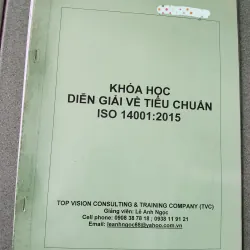 KHÓA HỌC
DIỄN GIẢI VỀ TIÊU CHUẨN
ISO 14001:2015
TOP VISION CONSULTING & TRAINING COMPANY (TVC)
Giảng viên: Lê Anh Ngọc
Cell phone: 0908 38 78 18 ; 0938 11 91 21
Email: leanhngoc68@yahoo.com.vn